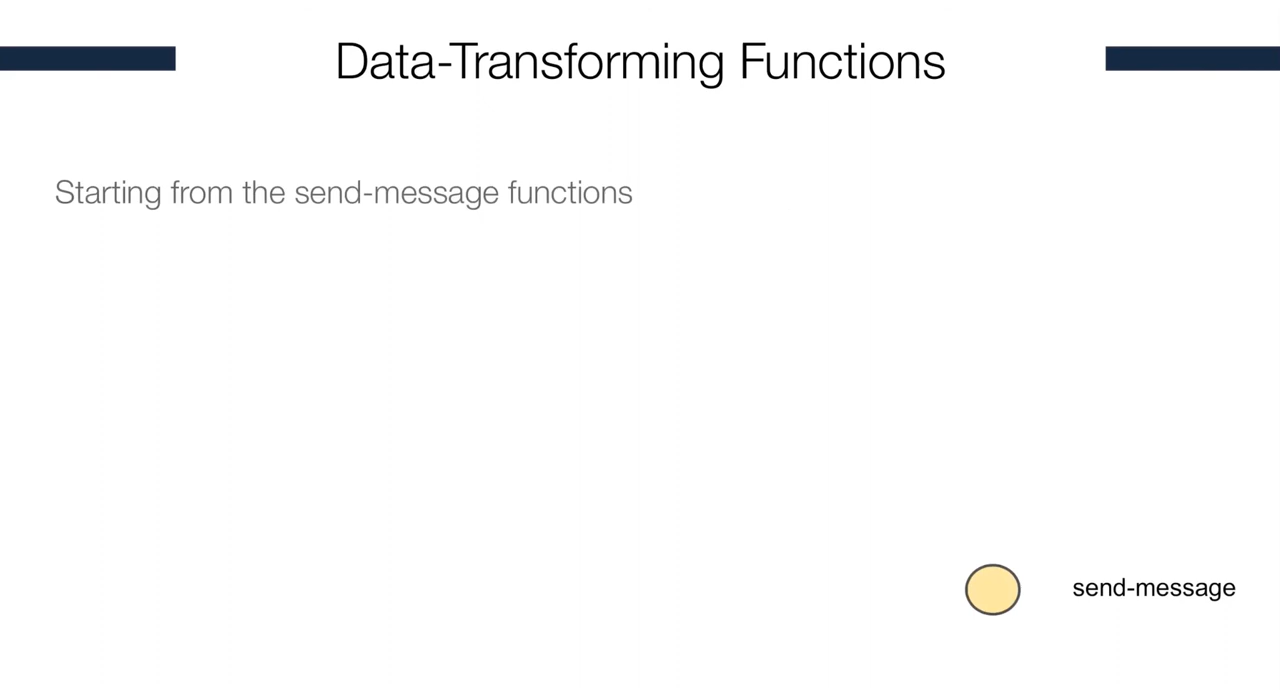 Data-Transforming Functions
Starting from the send-message functions
send-message